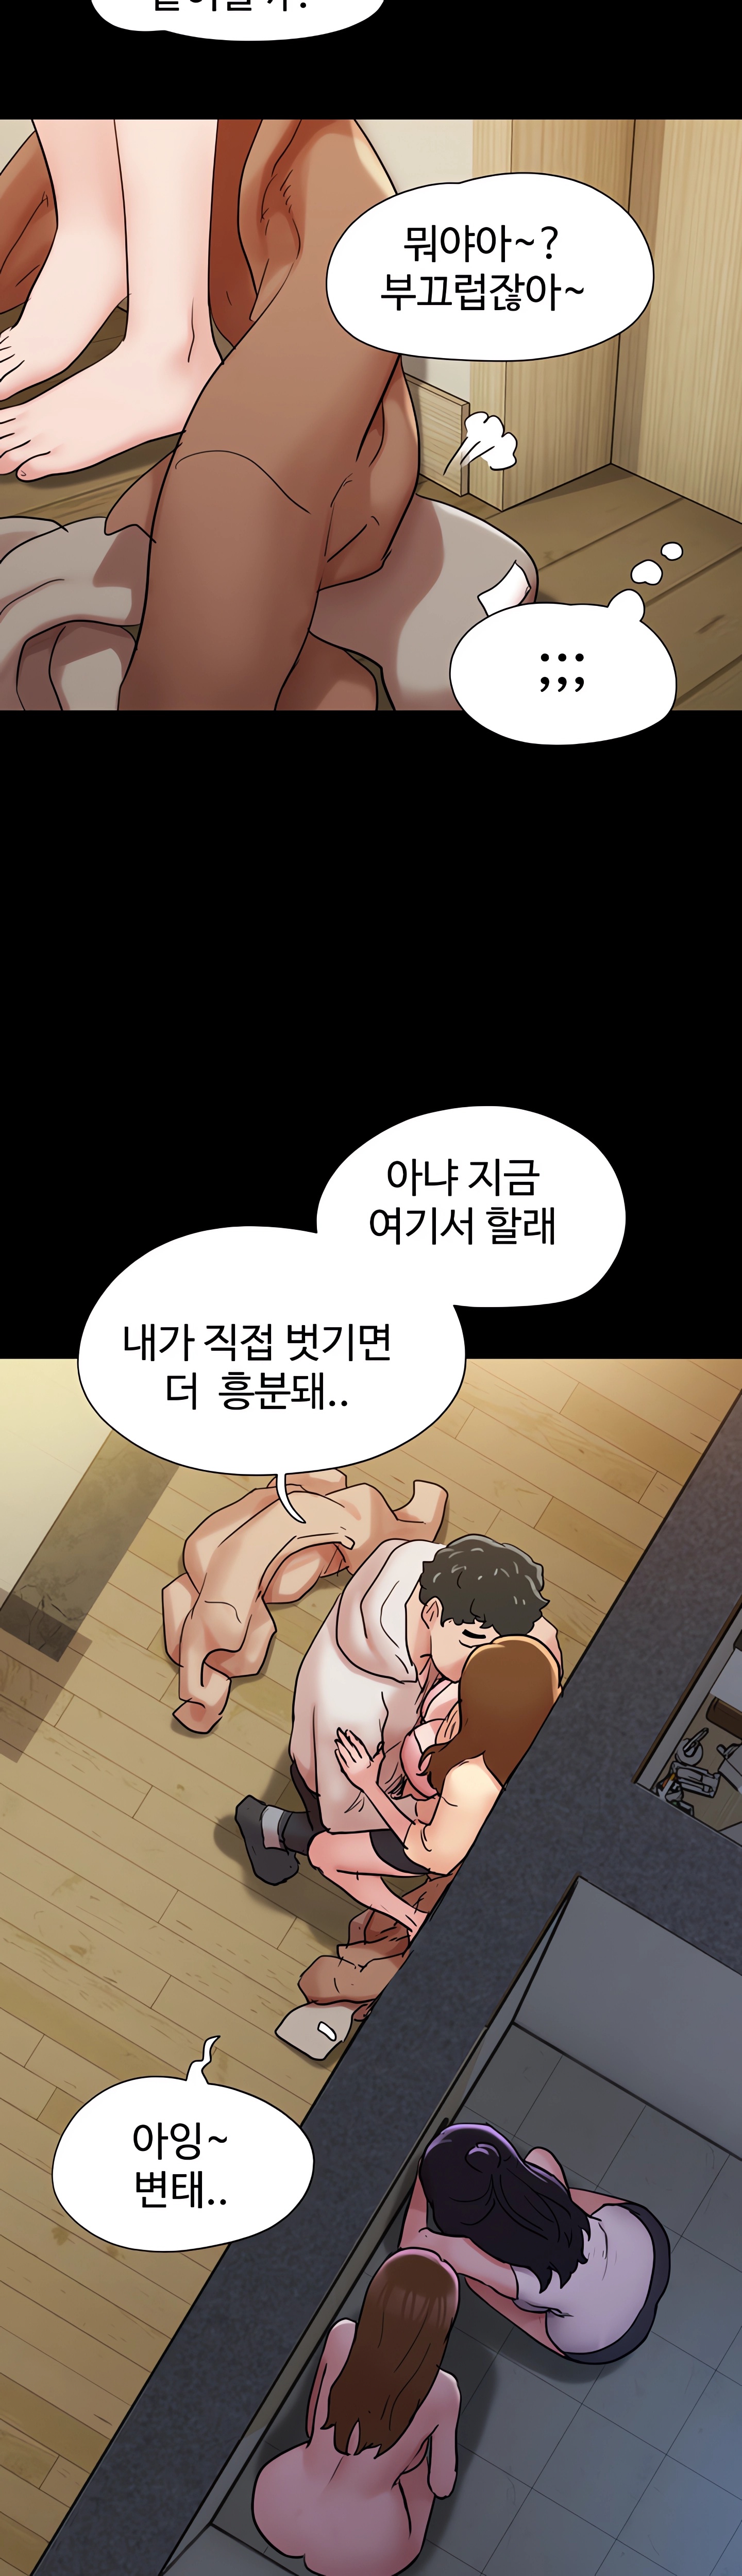 뭐야아~?
부끄럽잖아~
;;;
아냐 지금
여기서 할래
내가 직접 벗기면
더 흥분돼..
아잉~
변태..